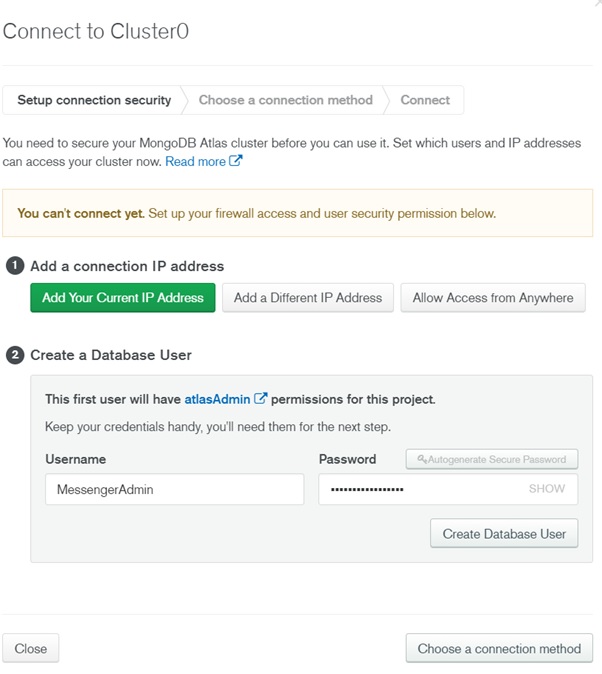 Connect to Cluster0
Setup connection security
Choose a connection method
Connect
You need to secure your MongoDB Atlas cluster before you can use it. Set which users and IP addresses
can access your cluster now. Read more
You can't connect yet. Set up your firewall access and user security permission below.
1 Add a connection IP address
Add Your Current IP Address
Add a Different IP Address
Allow Access from Anywhere
2 Create a Database User
This first user will have atlasAdmin permissions for this project.
Keep your credentials handy, you'll need them for the next step.
Username
Password
Autogenerate Secure Password
MessengerAdmin
•••••••••••••••••
SHOW
Create Database User
Close
Choose a connection method